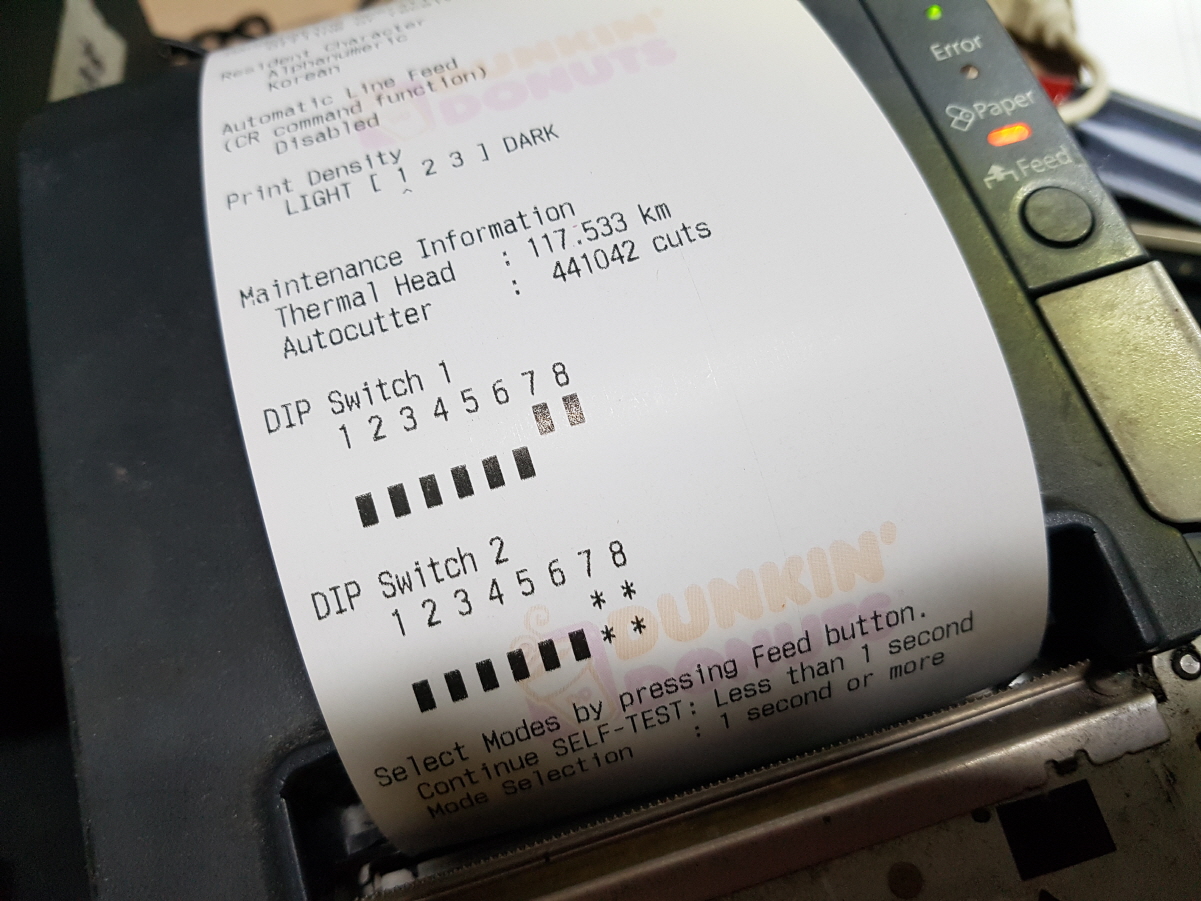 Resident Character
Alphanumeric
Korean
Automatic Line Feed
(CR command function)
Disabled
Print Density
LIGHT [ 1 2 3 ] DARK
^
Maintenance Information
Thermal Head : 117.533 km
Autocutter : 441042 cuts
DIP Switch 1
1 2 3 4 5 6 7 8
DIP Switch 2
1 2 3 4 5 6 7 8
* *
* *
Select Modes by pressing Feed button.
Continue SELF-TEST: Less than 1 second
Mode Selection : 1 second or more
DUNKIN'
DONUTS
DUNKIN'
DONUTS
Error
Paper
Feed